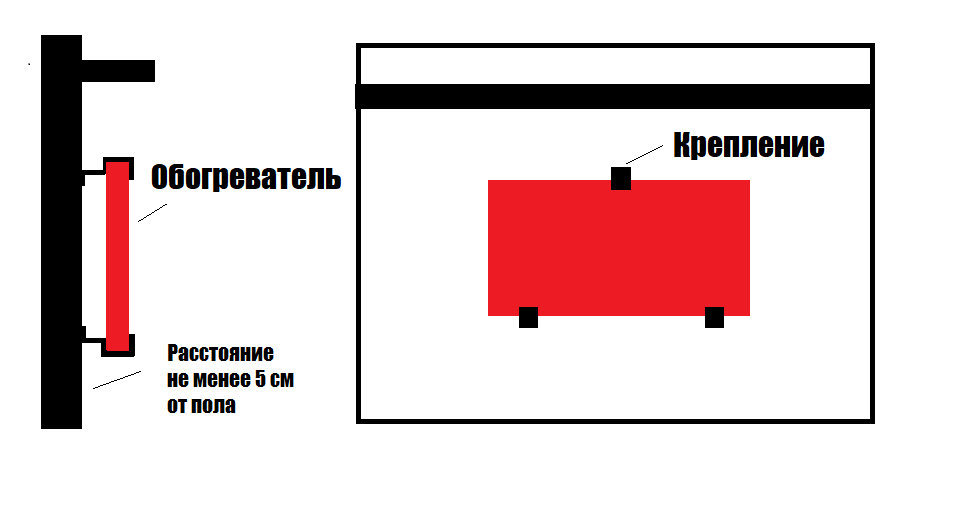 Обогреватель
Крепление
Расстояние
не менее 5 см
от пола